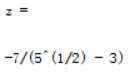 z =
-7/(5^(1/2) - 3)